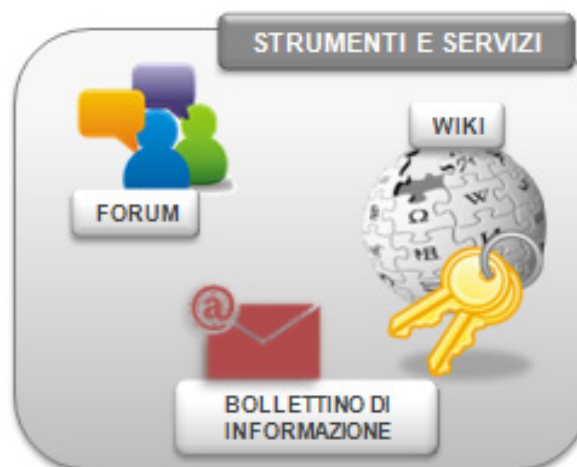 STRUMENTI E SERVIZI
WIKI
FORUM
@
BOLLETTINO DI
INFORMAZIONE